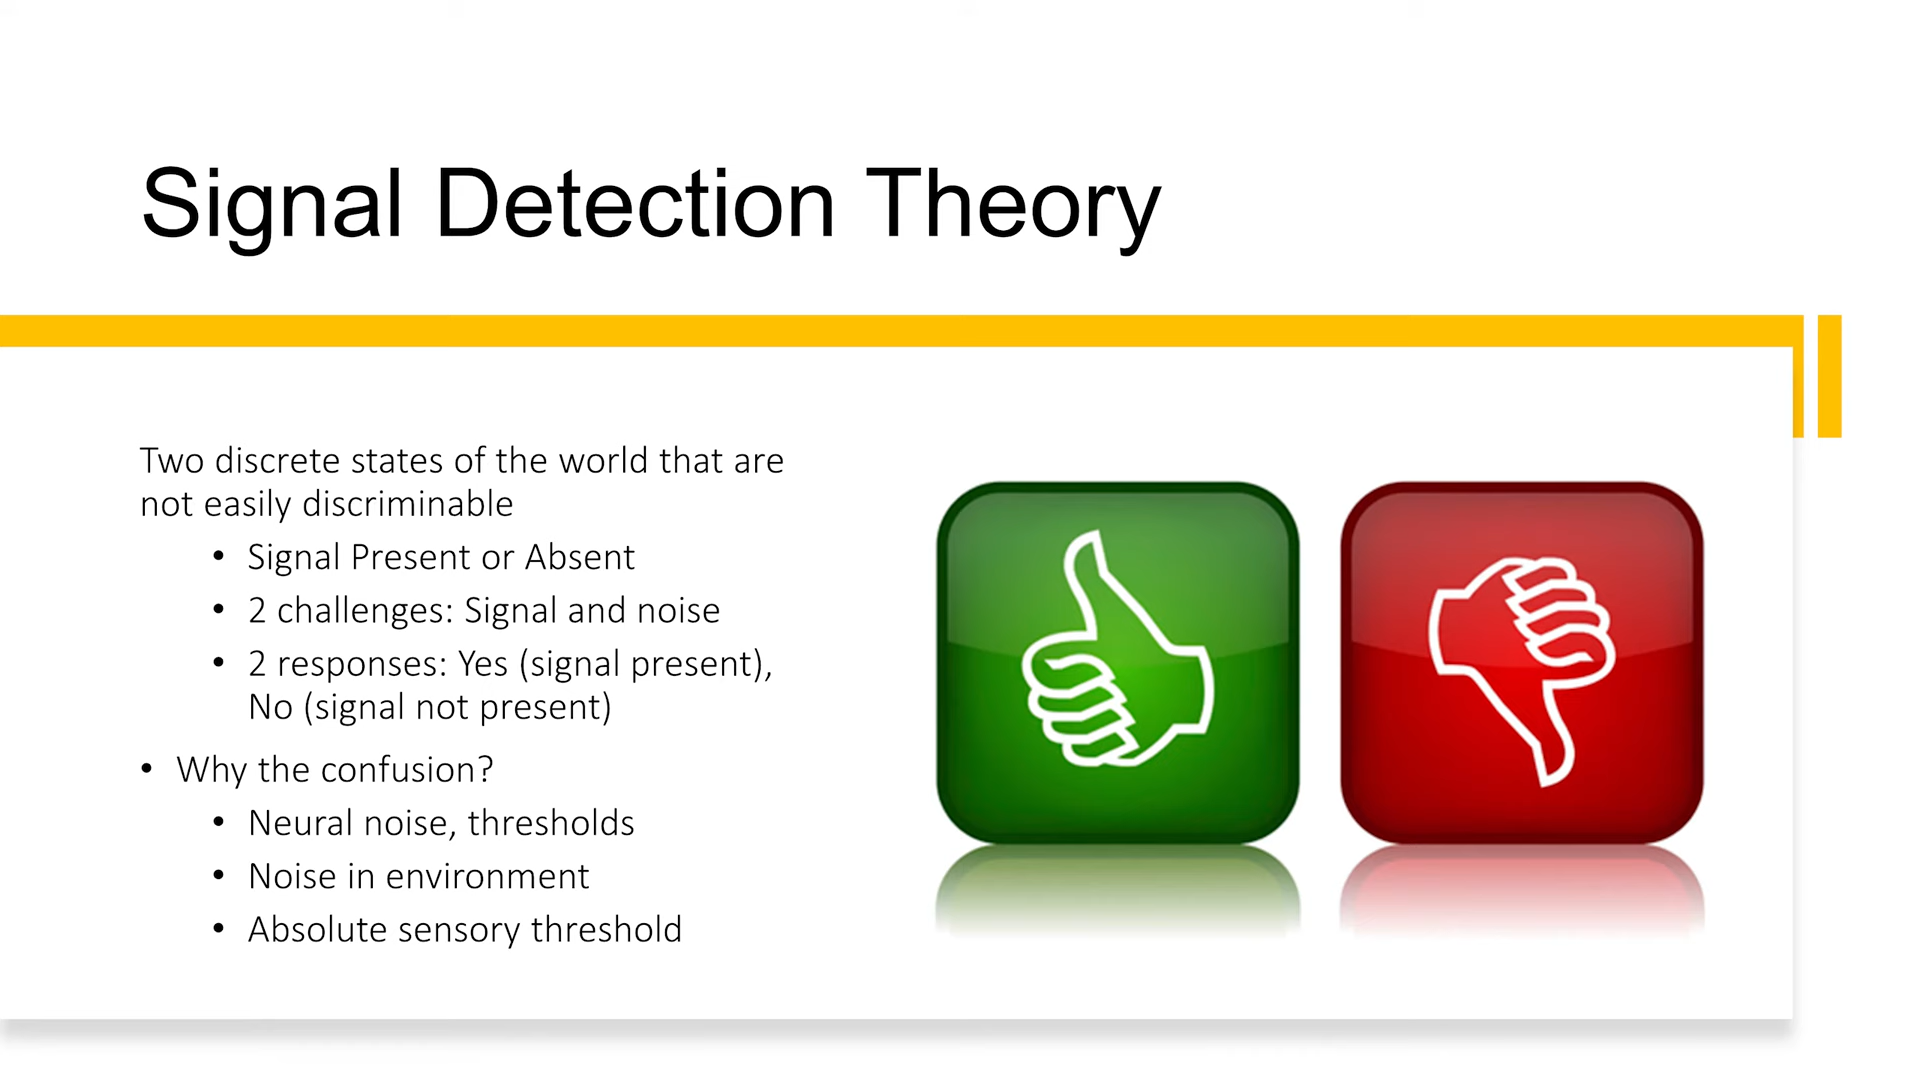 Signal Detection Theory
Two discrete states of the world that are
not easily discriminable
• Signal Present or Absent
• 2 challenges: Signal and noise
• 2 responses: Yes (signal present),
No (signal not present)
• Why the confusion?
• Neural noise, thresholds
• Noise in environment
• Absolute sensory threshold